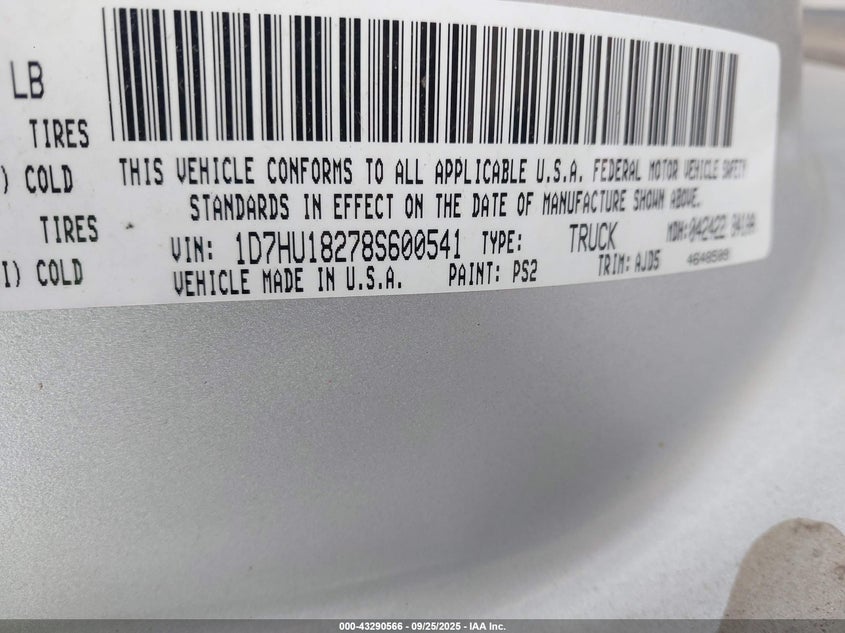 LB
TIRES
) COLD
TIRES
I) COLD
THIS VEHICLE CONFORMS TO ALL APPLICABLE U.S.A. FEDERAL MOTOR VEHICLE SAFETY
STANDARDS IN EFFECT ON THE DATE OF MANUFACTURE SHOWN ABOVE.
VIN: 1D7HU18278S600541 TYPE: TRUCK MDH: 042422
VEHICLE MADE IN U.S.A. PAINT: PS2 TRIM: AJD5
000-43290566 - 09/25/2025 - IAA Inc.